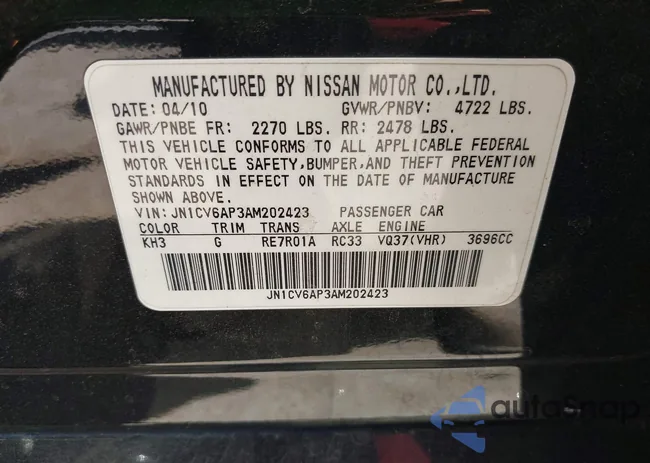 MANUFACTURED BY NISSAN MOTOR CO.,LTD.
DATE: 04/10 GVWR/PNBV: 4722 LBS.
GAWR/PNBE FR: 2270 LBS. RR: 2478 LBS.
THIS VEHICLE CONFORMS TO ALL APPLICABLE FEDERAL
MOTOR VEHICLE SAFETY,BUMPER,AND THEFT PREVENTION
STANDARDS IN EFFECT ON THE DATE OF MANUFACTURE
SHOWN ABOVE.
VIN: JN1CV6AP3AM202423 PASSENGER CAR
COLOR TRIM TRANS AXLE ENGINE
KH3 G RE7R01A RC33 VQ37(VHR) 3696CC
JN1CV6AP3AM202423
autoSnap